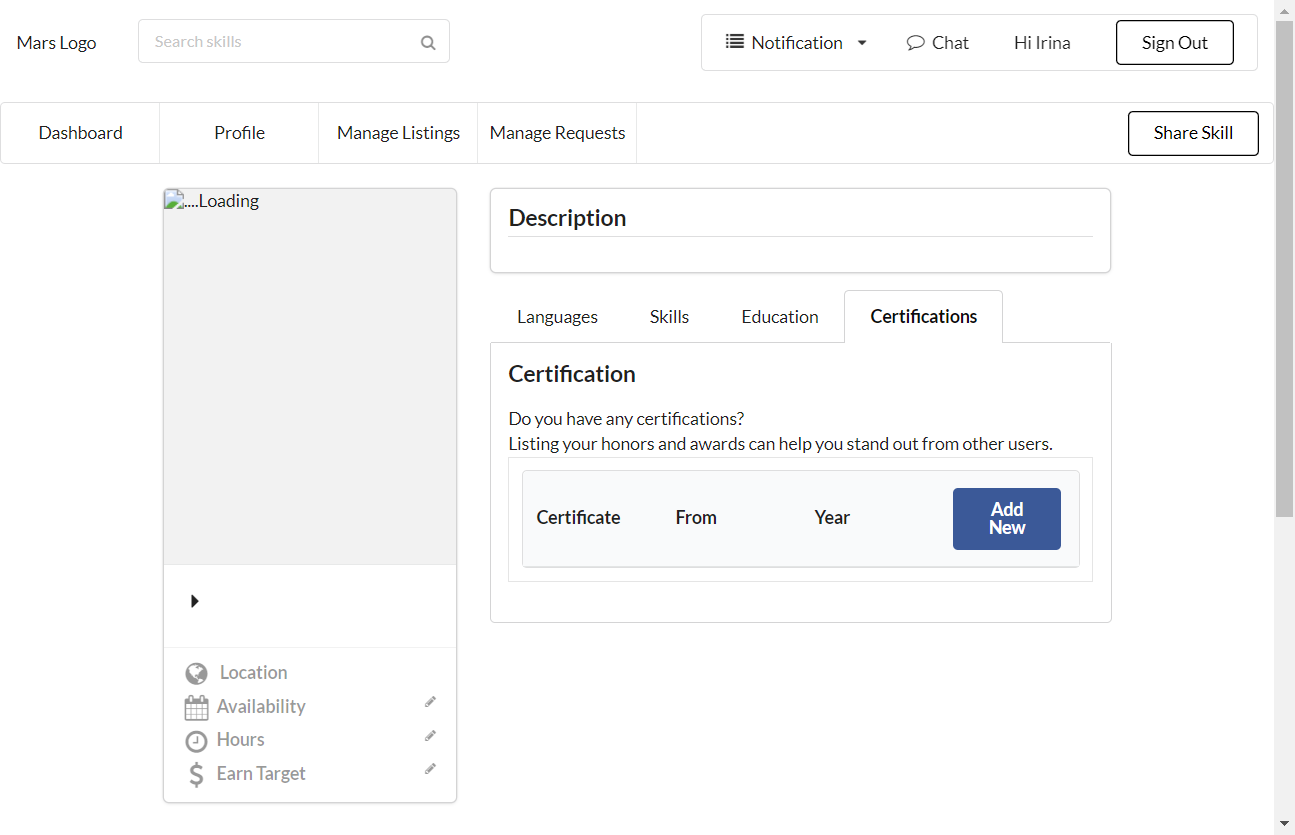 Mars Logo
Search skills
Notification
Chat
Hi Irina
Sign Out
Dashboard
Profile
Manage Listings
Manage Requests
Share Skill
....Loading
Description
Languages
Skills
Education
Certifications
Certification
Do you have any certifications?
Listing your honors and awards can help you stand out from other users.
Certificate
From
Year
Add
New
Location
Availability
Hours
Earn Target